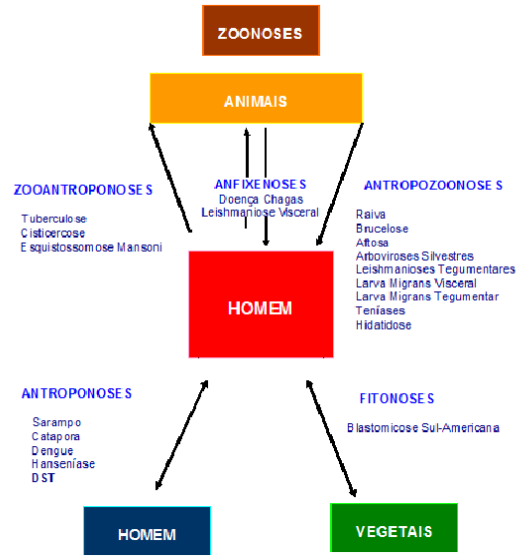 ZOONOSES
ANIMAIS
ZOOANTROPONOSES
Tuberculose
Cisticercose
Esquistossomose Mansoni
ANFIXENOSES
Doença Chagas
Leishmaniose Visceral
ANTROPOZOONOSES
Raiva
Brucelose
Aftosa
Arboviroses Silvestres
Leishmanioses Tegumentares
Larva Migrans Visceral
Larva Migrans Tegumentar
Teníases
Hidatidose
HOMEM
ANTROPONOSES
Sarampo
Catapora
Dengue
Hanseníase
DST
FITONOSES
Blastomicose Sul-Americana
HOMEM
VEGETAIS